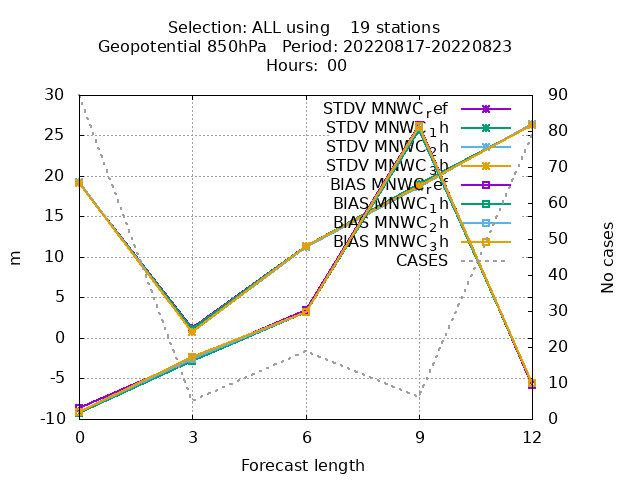 Selection: ALL using    19 stations
Geopotential 850hPa   Period: 20220817-20220823
Hours:  00
30
25
20
15
10
5
0
-5
-10
90
80
70
60
50
40
30
20
10
0
STDV MNWC_ref
STDV MNWC_1h
STDV MNWC_2h
STDV MNWC_3h
BIAS MNWC_ref
BIAS MNWC_1h
BIAS MNWC_2h
BIAS MNWC_3h
CASES
m
No cases
0 3 6 9 12
Forecast length